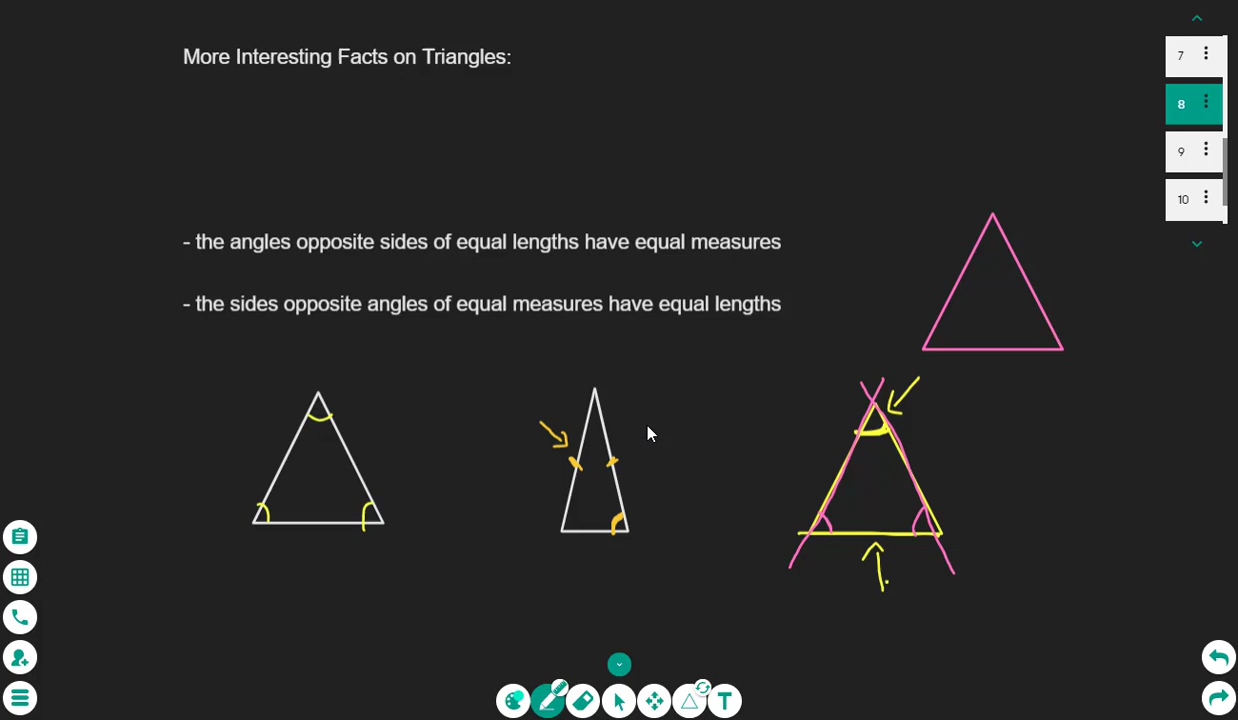 More Interesting Facts on Triangles:
7
8
9
10
- the angles opposite sides of equal lengths have equal measures
- the sides opposite angles of equal measures have equal lengths
T